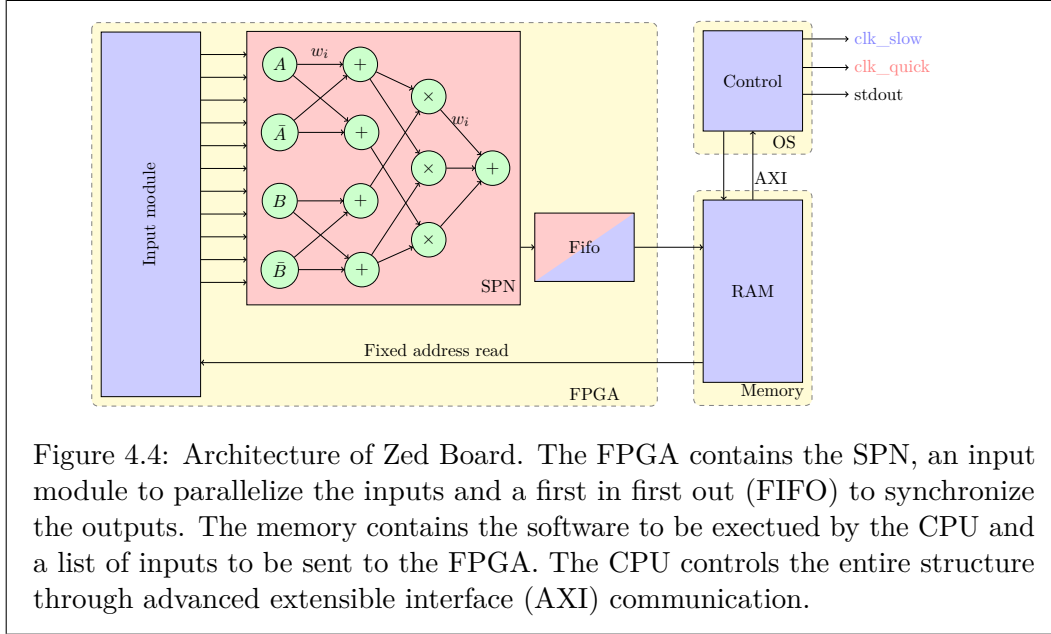 Input module
A
w_i
+
Ā
+
B
+
B̄
+
×
×
×
w_i
+
SPN
Fifo
FPGA
Fixed address read
Control
OS
clk_slow
clk_quick
stdout
AXI
RAM
Memory
Figure 4.4: Architecture of Zed Board. The FPGA contains the SPN, an input
module to parallelize the inputs and a first in first out (FIFO) to synchronize
the outputs. The memory contains the software to be exectued by the CPU and
a list of inputs to be sent to the FPGA. The CPU controls the entire structure
through advanced extensible interface (AXI) communication.